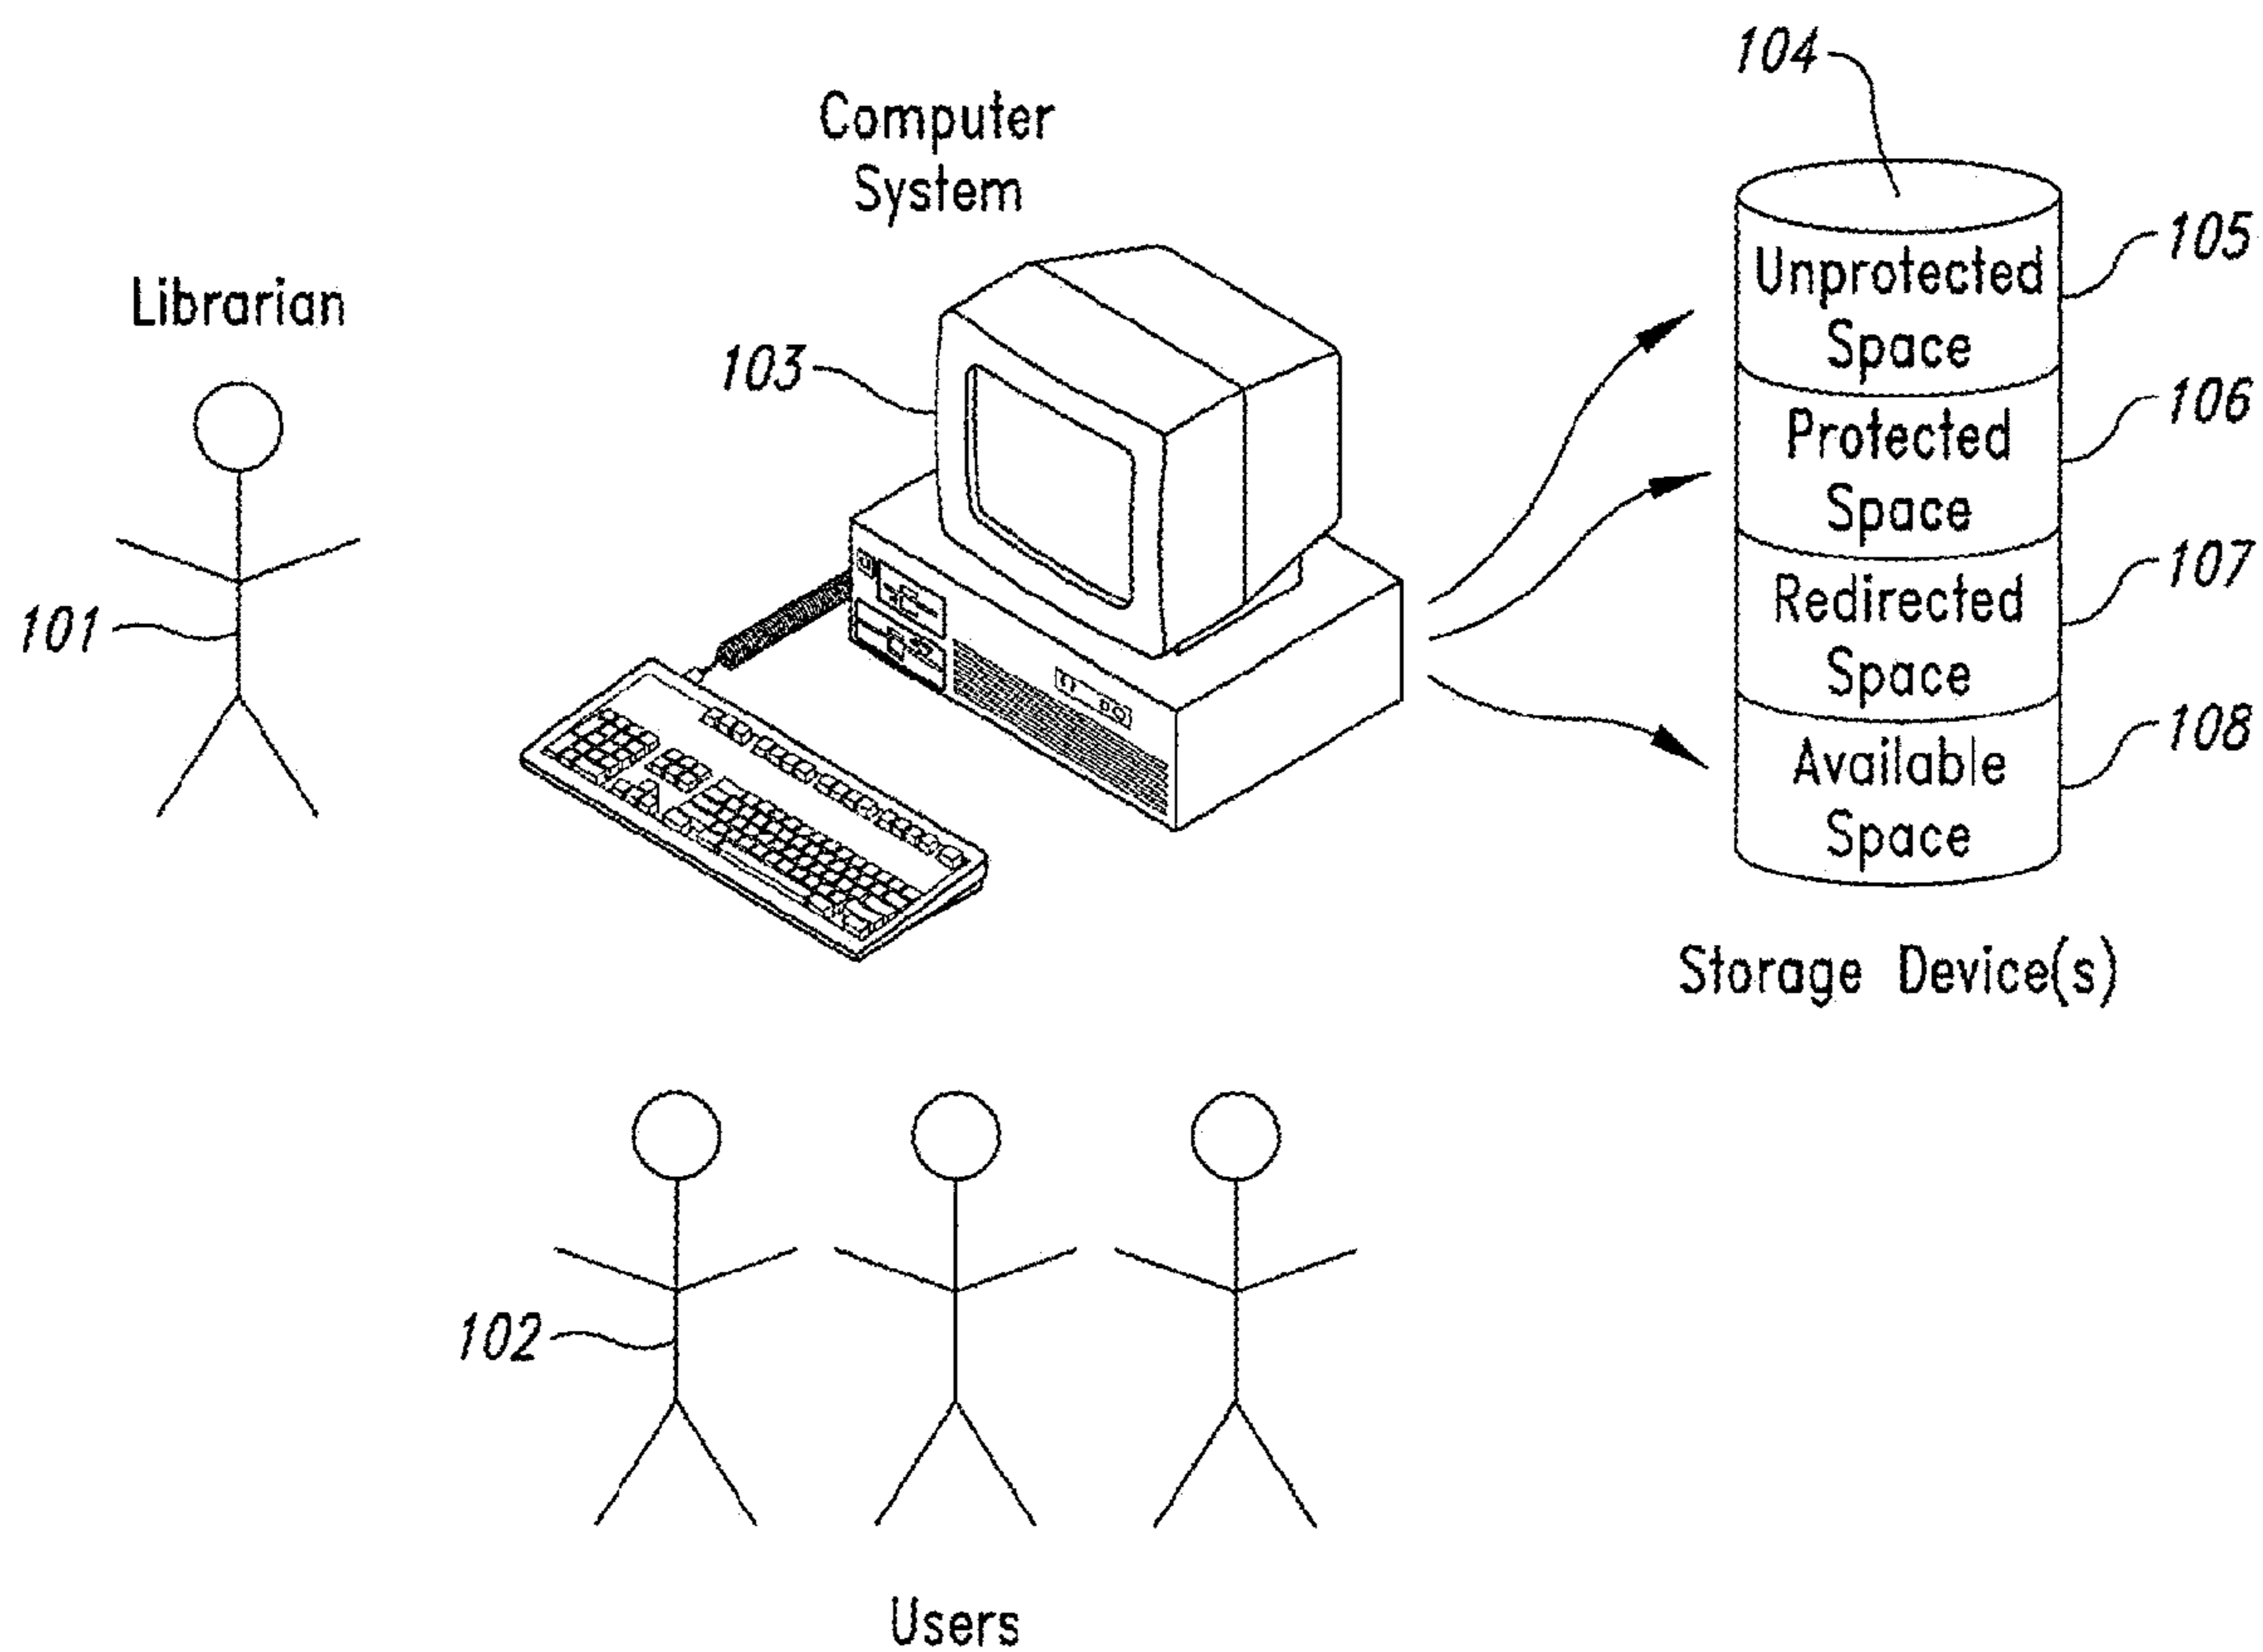 104
Computer
System
105
Unprotected
Space
Librarian
103
106
Protected
Space
107
Redirected
Space
101
108
Available
Space
Storage Device(s)
102
Users